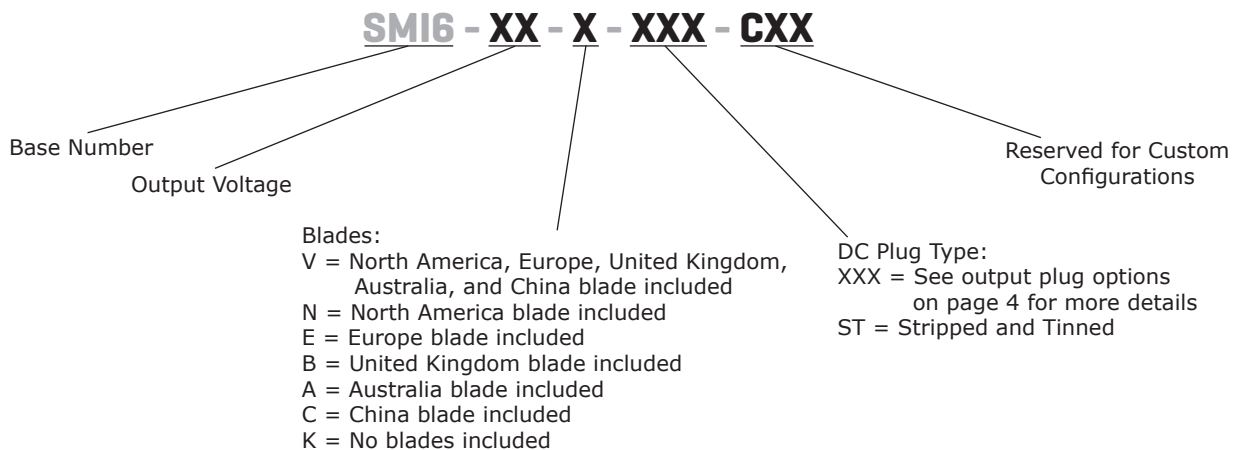 SMI6 - XX - X - XXX - CXX
Base Number
Output Voltage
Reserved for Custom
Configurations
Blades:
V = North America, Europe, United Kingdom,
Australia, and China blade included
N = North America blade included
E = Europe blade included
B = United Kingdom blade included
A = Australia blade included
C = China blade included
K = No blades included
DC Plug Type:
XXX = See output plug options
on page 4 for more details
ST = Stripped and Tinned